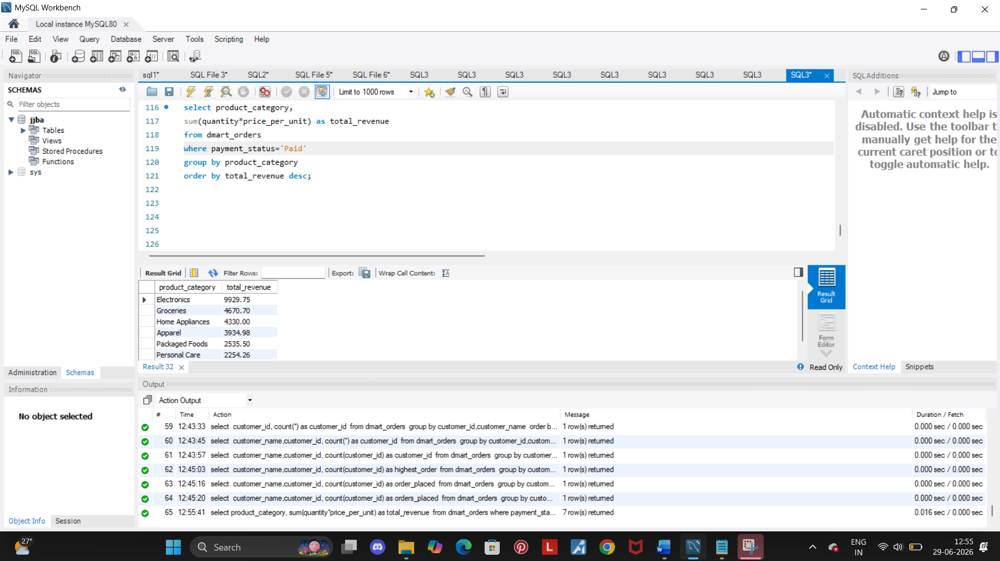 MySQL Workbench
Local instance MySQL80
File Edit View Query Database Server Tools Scripting Help
Navigator
SCHEMAS
Filter objects
jjba
Tables
Views
Stored Procedures
Functions
sys
Administration Schemas
Information
No object selected
Object Info Session
sql1* SQL File 3* SQL2* SQL File 5* SQL File 6* SQL3 SQL3 SQL3 SQL3 SQL3 SQL3 SQL3 SQL3 SQL3*
Limit to 1000 rows
116 select product_category,
117 sum(quantity*price_per_unit) as total_revenue
118 from dmart_orders
119 where payment_status='Paid'
120 group by product_category
121 order by total_revenue desc;
122
123
124
125
126
Result Grid Filter Rows: Export: Wrap Cell Content:
product_category total_revenue
Electronics 9929.75
Groceries 4670.70
Home Appliances 4330.00
Apparel 3934.98
Packaged Foods 2535.50
Personal Care 2254.26
Result Grid
Form Editor
Result 32
Read Only
SQLAdditions
Jump to
Automatic context help is
disabled. Use the toolbar t
manually get help for the
current caret position or to
toggle automatic help.
Context Help Snippets
Output
Action Output
# Time Action Message Duration / Fetch
59 12:43:33 select customer_id, count(*) as customer_id from dmart_orders group by customer_id,customer_name order b... 1 row(s) returned 0.000 sec / 0.000 sec
60 12:43:45 select customer_name,customer_id, count(*) as customer_id from dmart_orders group by customer_id,custom... 1 row(s) returned 0.000 sec / 0.000 sec
61 12:43:57 select customer_name,customer_id, count(customer_id) as customer_id from dmart_orders group by customer... 1 row(s) returned 0.000 sec / 0.000 sec
62 12:45:03 select customer_name,customer_id, count(customer_id) as highest_order from dmart_orders group by custom... 1 row(s) returned 0.000 sec / 0.000 sec
63 12:45:16 select customer_name,customer_id, count(customer_id) as order_placed from dmart_orders group by custom... 1 row(s) returned 0.000 sec / 0.000 sec
64 12:45:20 select customer_name,customer_id, count(customer_id) as orders_placed from dmart_orders group by custo... 1 row(s) returned 0.000 sec / 0.000 sec
65 12:55:41 select product_category, sum(quantity*price_per_unit) as total_revenue from dmart_orders where payment_sta... 7 row(s) returned 0.016 sec / 0.000 sec
27°
Search
ENG
IN
12:55
29-06-2026